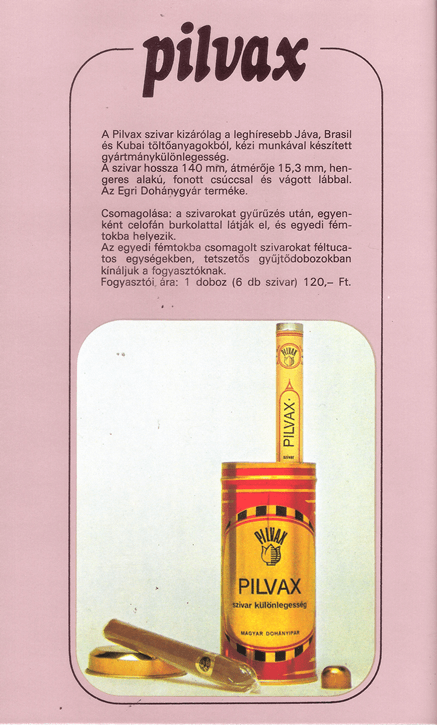 pilvax
A Pilvax szivar kizárólag a leghíresebb Jáva, Brasil
és Kubai töltőanyagokból, kézi munkával készített
gyártmánykülönlegesség.
A szivar hossza 140 mm, átmérője 15,3 mm, hen-
geres alakú, fonott csúccsal és vágott lábbal.
Az Egri Dohánygyár terméke.
Csomagolása: a szivarokat gyűrűzés után, egyen-
ként celofán burkolattal látják el, és egyedi fém-
tokba helyezik.
Az egyedi fémtokba csomagolt szivarokat féltuca-
tos egységekben, tetszetős gyűjtődobozokban
kínáljuk a fogyasztóknak.
Fogyasztói ára: 1 doboz (6 db szivar) 120,– Ft.
PILVAX
PILVAX
szivar
PILVAX
PILVAX
szivar különlegesség
MAGYAR DOHÁNYIPAR